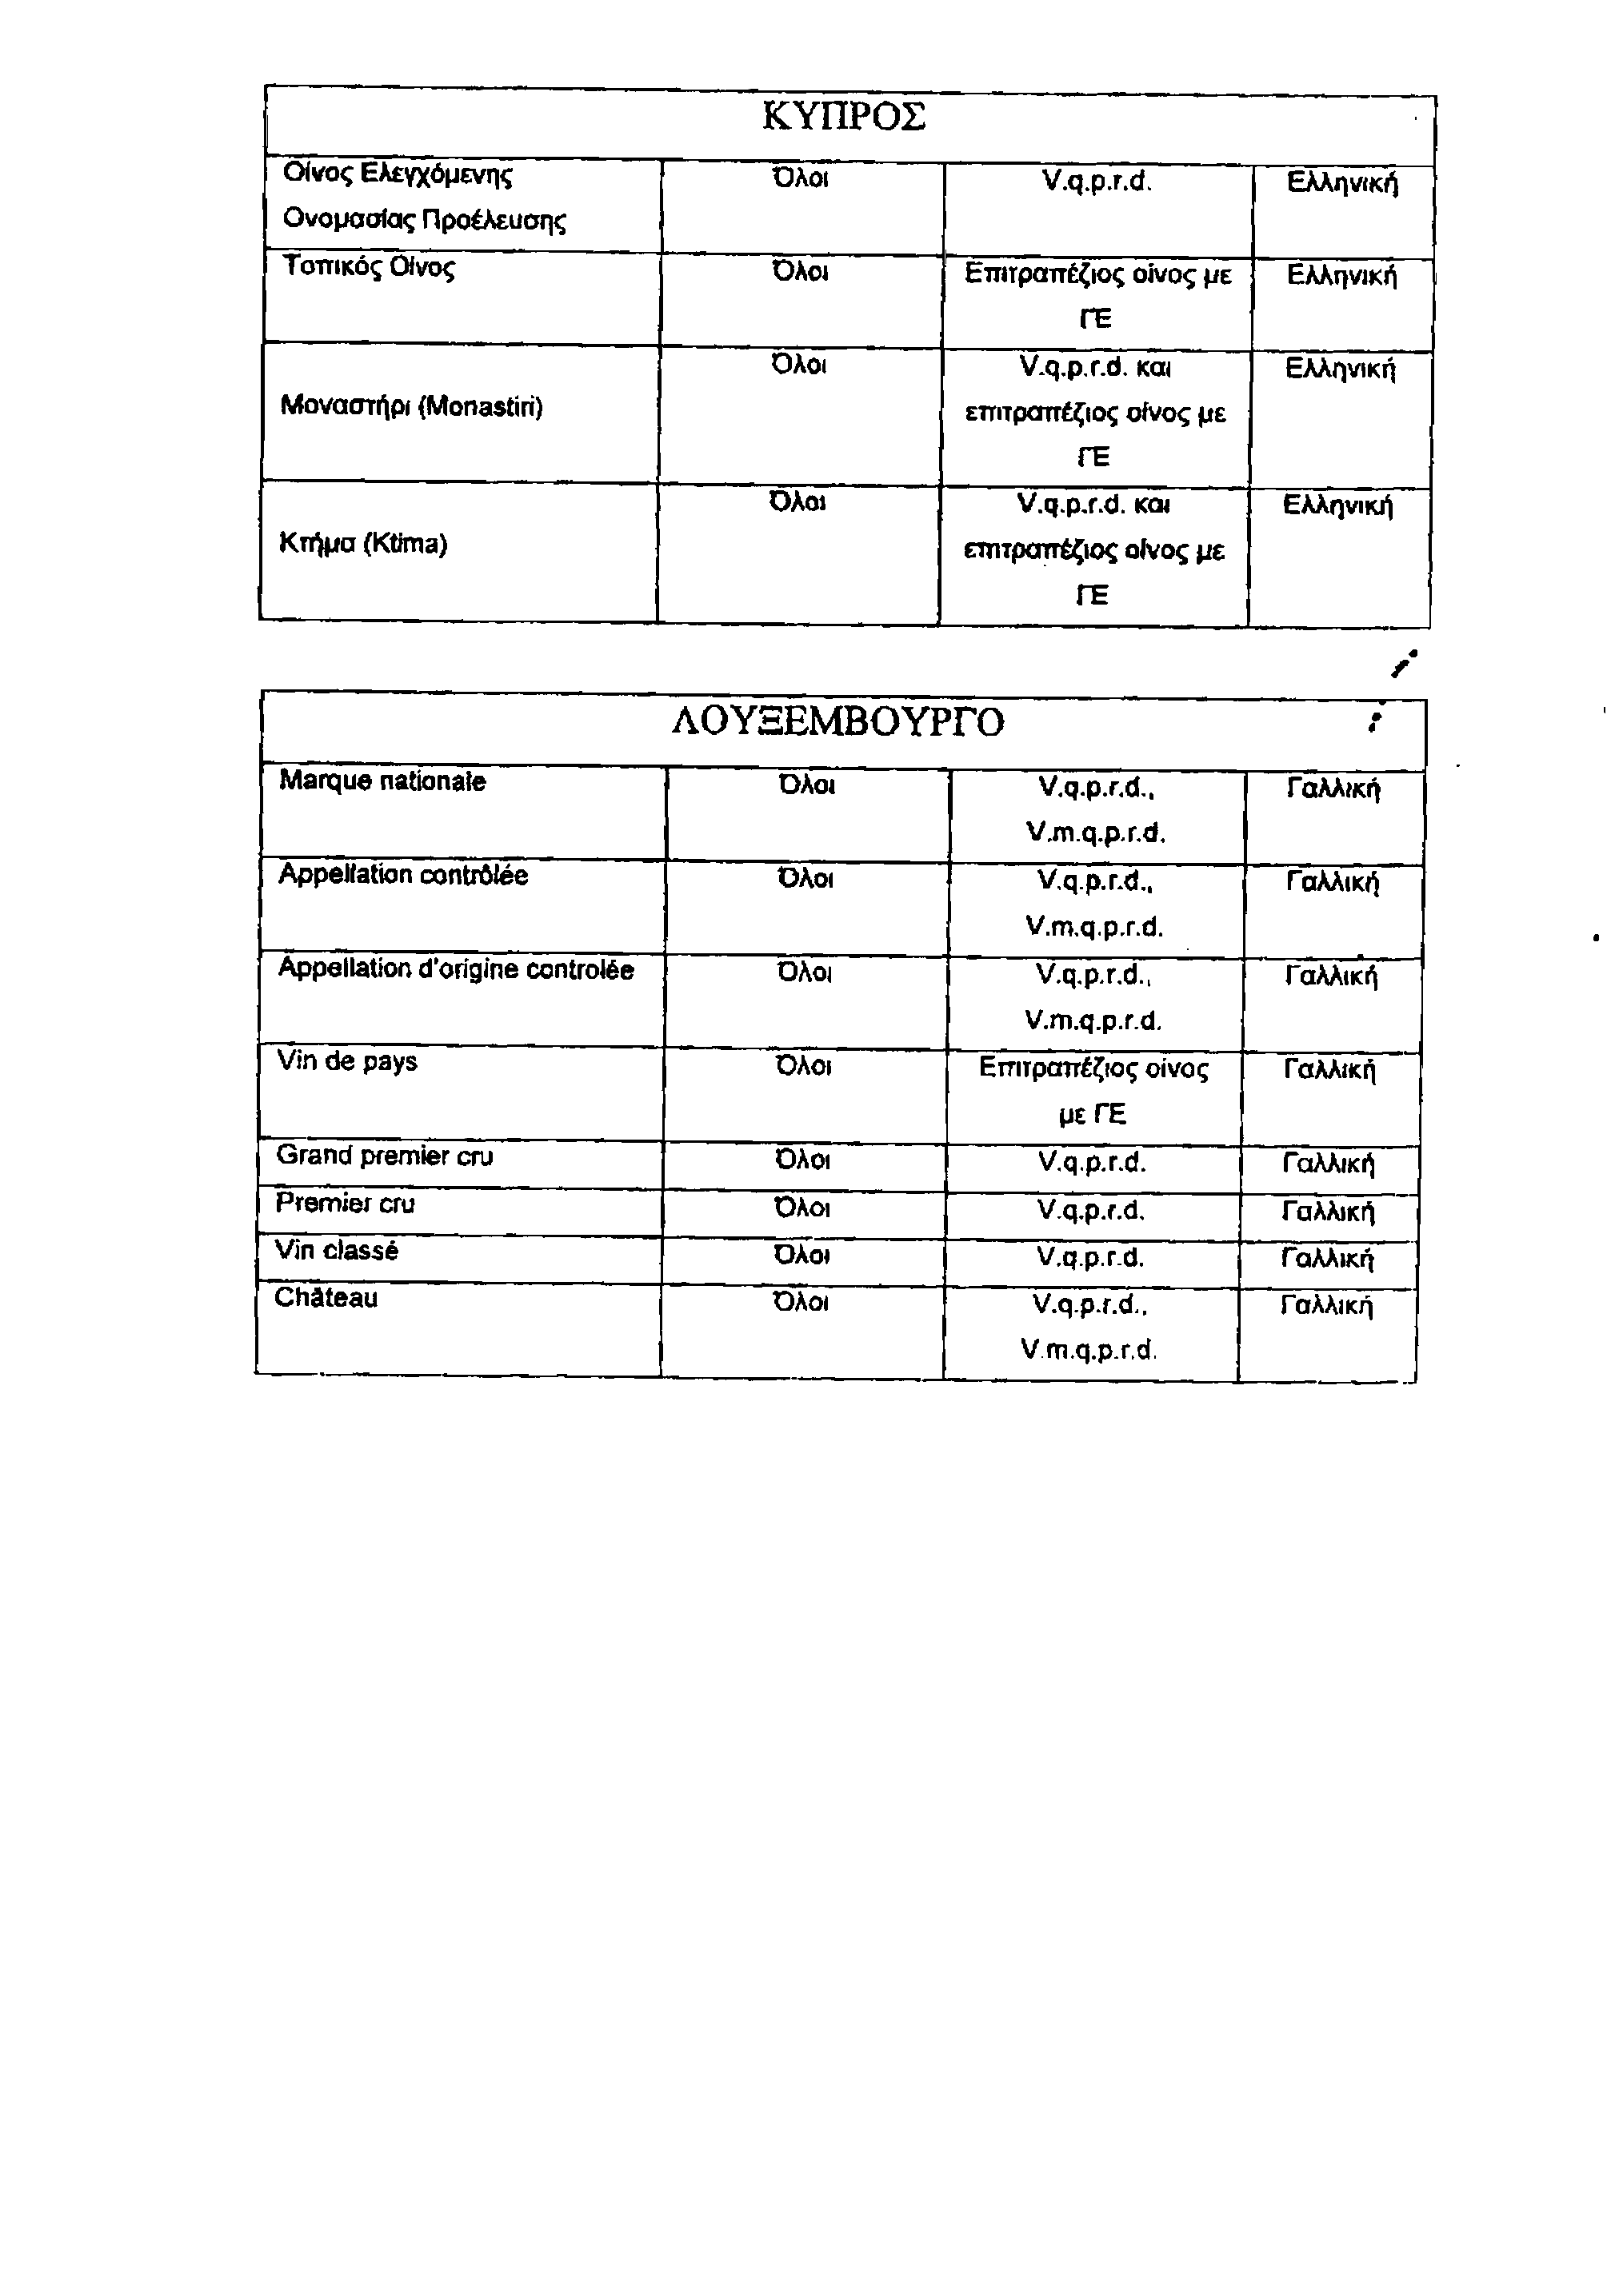 ΚΥΠΡΟΣ
Οίνος Ελεγχόμενης Όλοι V.q.p.r.d. Ελληνική
Ονομασίας Προέλευσης
Τοπικός Οίνος Όλοι Επιτραπέζιος οίνος με Ελληνική
ΓΕ
Όλοι V.q.p.r.d. και Ελληνική
Μοναστήρι (Monastiri) επιτραπέζιος οίνος με
ΓΕ
Όλοι V.q.p.r.d. και Ελληνική
Κτήμα (Ktima) επιτραπέζιος οίνος με
ΓΕ
ΛΟΥΞΕΜΒΟΥΡΓΟ
Marque nationale Όλοι V.q.p.r.d., Γαλλική
V.m.q.p.r.d.
Appellation contrôlée Όλοι V.q.p.r.d., Γαλλική
V.m.q.p.r.d.
Appellation d'origine controlée Όλοι V.q.p.r.d., Γαλλική
V.m.q.p.r.d.
Vin de pays Όλοι Επιτραπέζιος οίνος Γαλλική
με ΓΕ
Grand premier cru Όλοι V.q.p.r.d. Γαλλική
Premier cru Όλοι V.q.p.r.d. Γαλλική
Vin classé Όλοι V.q.p.r.d. Γαλλική
Château Όλοι V.q.p.r.d., Γαλλική
V.m.q.p.r.d.